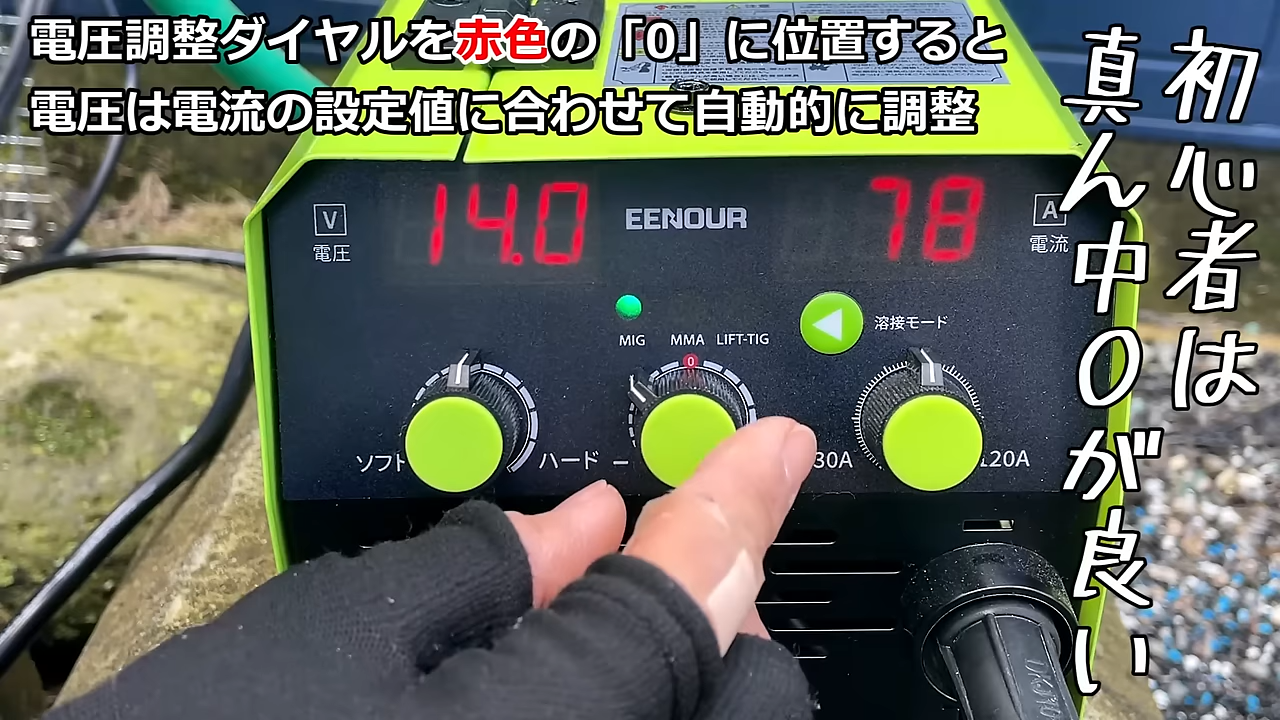 電圧調整ダイヤルを赤色の「0」に位置すると
電圧は電流の設定値に合わせて自動的に調整
初心者は
真ん中0が良い
注意
V
電圧
14.0
EENOUR
78
A
電流
MIG
MMA
LIFT-TIG
溶接モード
0
ソフト
ハード
−
30A
120A